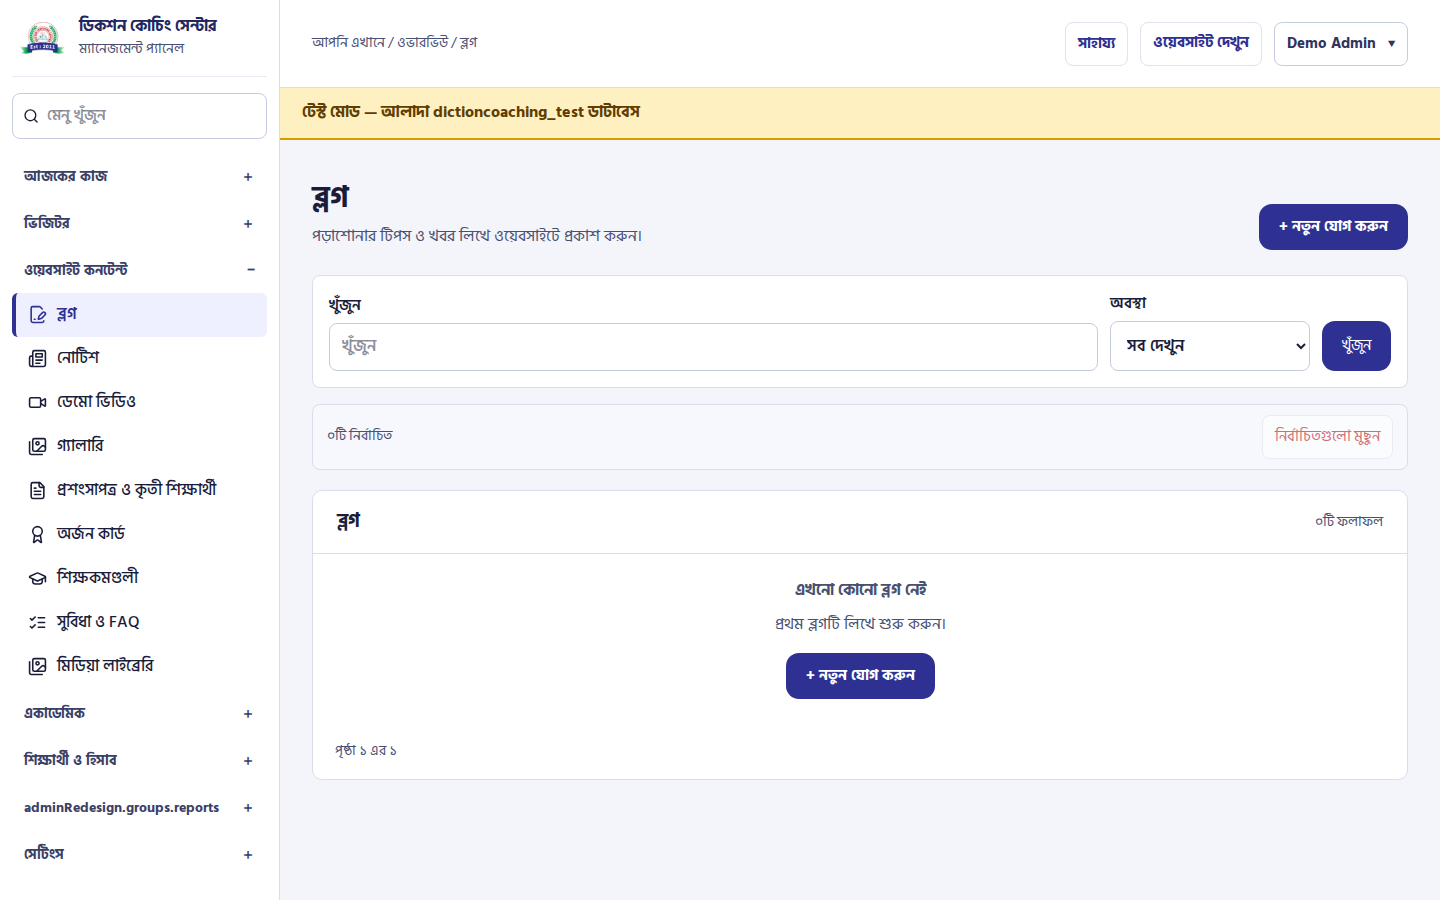 ডিকশন কোচিং সেন্টার
ম্যানেজমেন্ট প্যানেল
Est : 2011
মেনু খুঁজুন
আজকের কাজ +
ভিজিটর +
ওয়েবসাইট কনটেন্ট −
ব্লগ
নোটিশ
ডেমো ভিডিও
গ্যালারি
প্রশংসাপত্র ও কৃতী শিক্ষার্থী
অর্জন কার্ড
শিক্ষকমণ্ডলী
সুবিধা ও FAQ
মিডিয়া লাইব্রেরি
একাডেমিক +
শিক্ষার্থী ও হিসাব +
adminRedesign.groups.reports +
সেটিংস +
আপনি এখানে / ওভারভিউ / ব্লগ
সাহায্য
ওয়েবসাইট দেখুন
Demo Admin ▾
টেস্ট মোড — আলাদা dictioncoaching_test ডাটাবেস
ব্লগ
পড়াশোনার টিপস ও খবর লিখে ওয়েবসাইটে প্রকাশ করুন।
+ নতুন যোগ করুন
খুঁজুন
খুঁজুন
অবস্থা
সব দেখুন
খুঁজুন
০টি নির্বাচিত
নির্বাচিতগুলো মুছুন
ব্লগ
০টি ফলাফল
এখনো কোনো ব্লগ নেই
প্রথম ব্লগটি লিখে শুরু করুন।
+ নতুন যোগ করুন
পৃষ্ঠা ১ এর ১